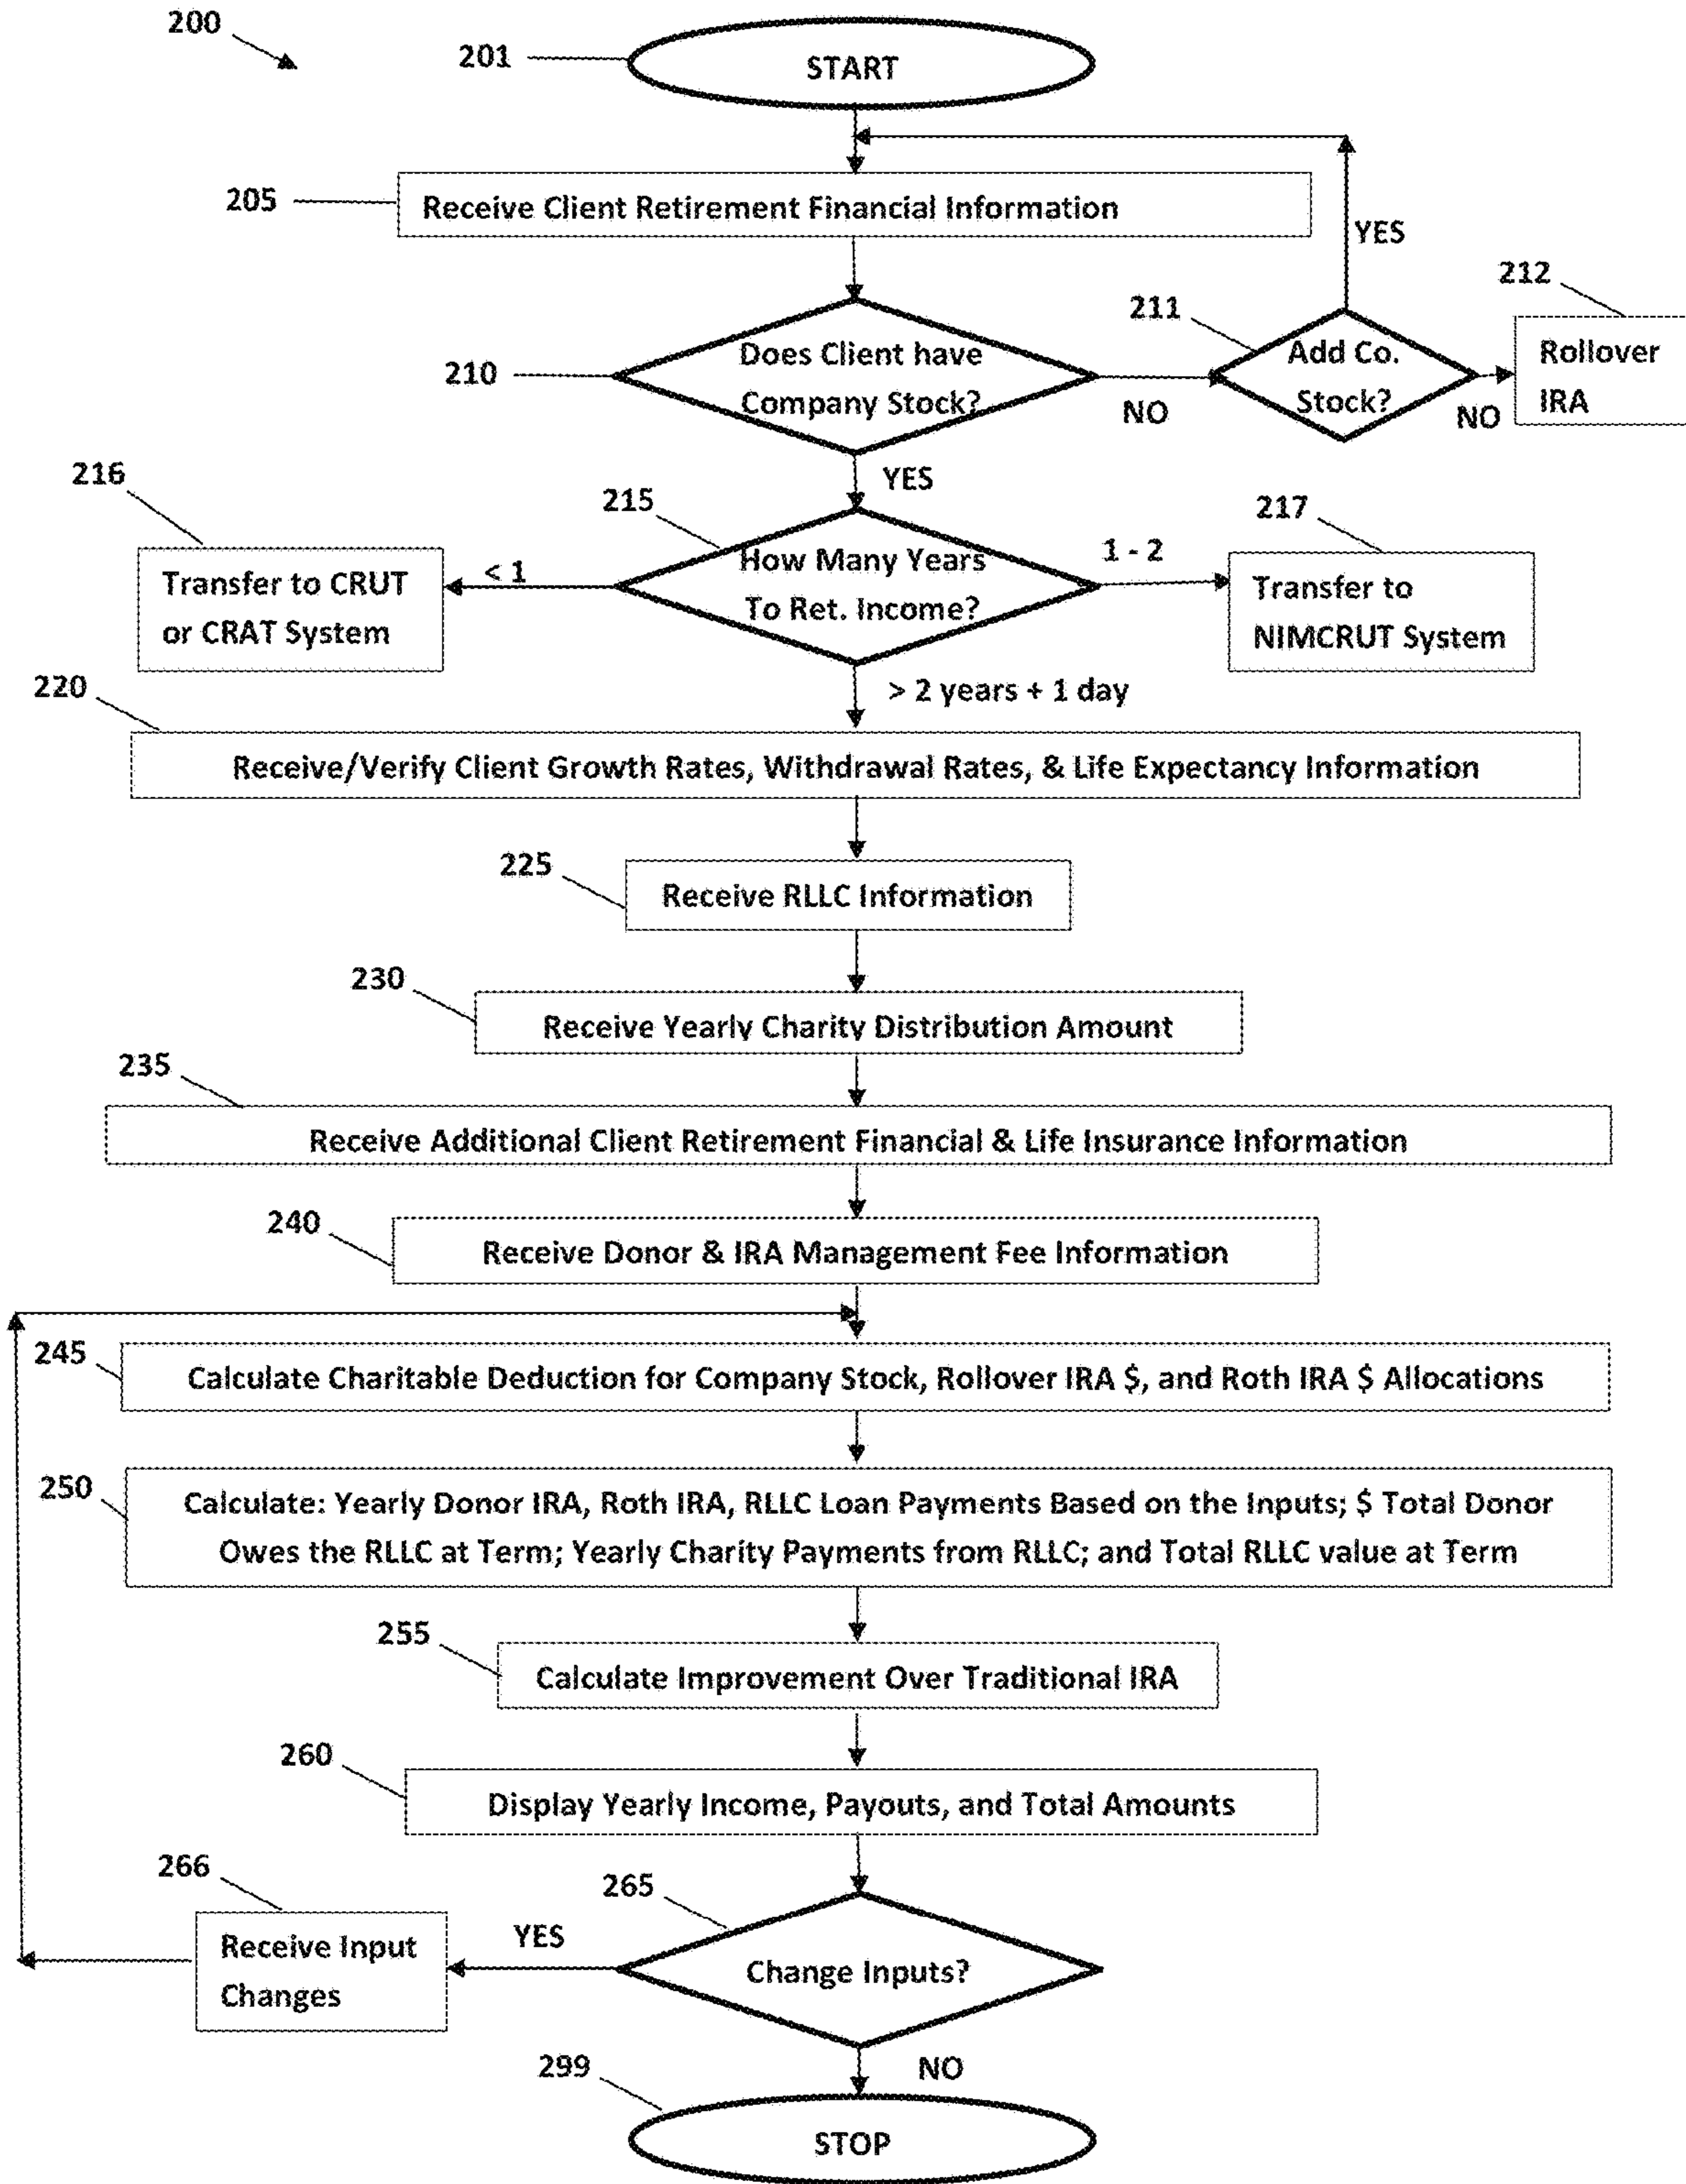 200
201
START
205
Receive Client Retirement Financial Information
YES
212
211
210
Does Client have
Company Stock?
NO
Add Co.
Stock?
NO
Rollover
IRA
YES
216
215
217
How Many Years
To Ret. Income?
< 1
1 - 2
Transfer to CRUT
or CRAT System
Transfer to
NIMCRUT System
> 2 years + 1 day
220
Receive/Verify Client Growth Rates, Withdrawal Rates, & Life Expectancy Information
225
Receive RLLC Information
230
Receive Yearly Charity Distribution Amount
235
Receive Additional Client Retirement Financial & Life Insurance Information
240
Receive Donor & IRA Management Fee Information
245
Calculate Charitable Deduction for Company Stock, Rollover IRA $, and Roth IRA $ Allocations
250
Calculate: Yearly Donor IRA, Roth IRA, RLLC Loan Payments Based on the Inputs; $ Total Donor
Owes the RLLC at Term; Yearly Charity Payments from RLLC; and Total RLLC value at Term
255
Calculate Improvement Over Traditional IRA
260
Display Yearly Income, Payouts, and Total Amounts
266
265
YES
Receive Input
Changes
Change Inputs?
NO
299
STOP